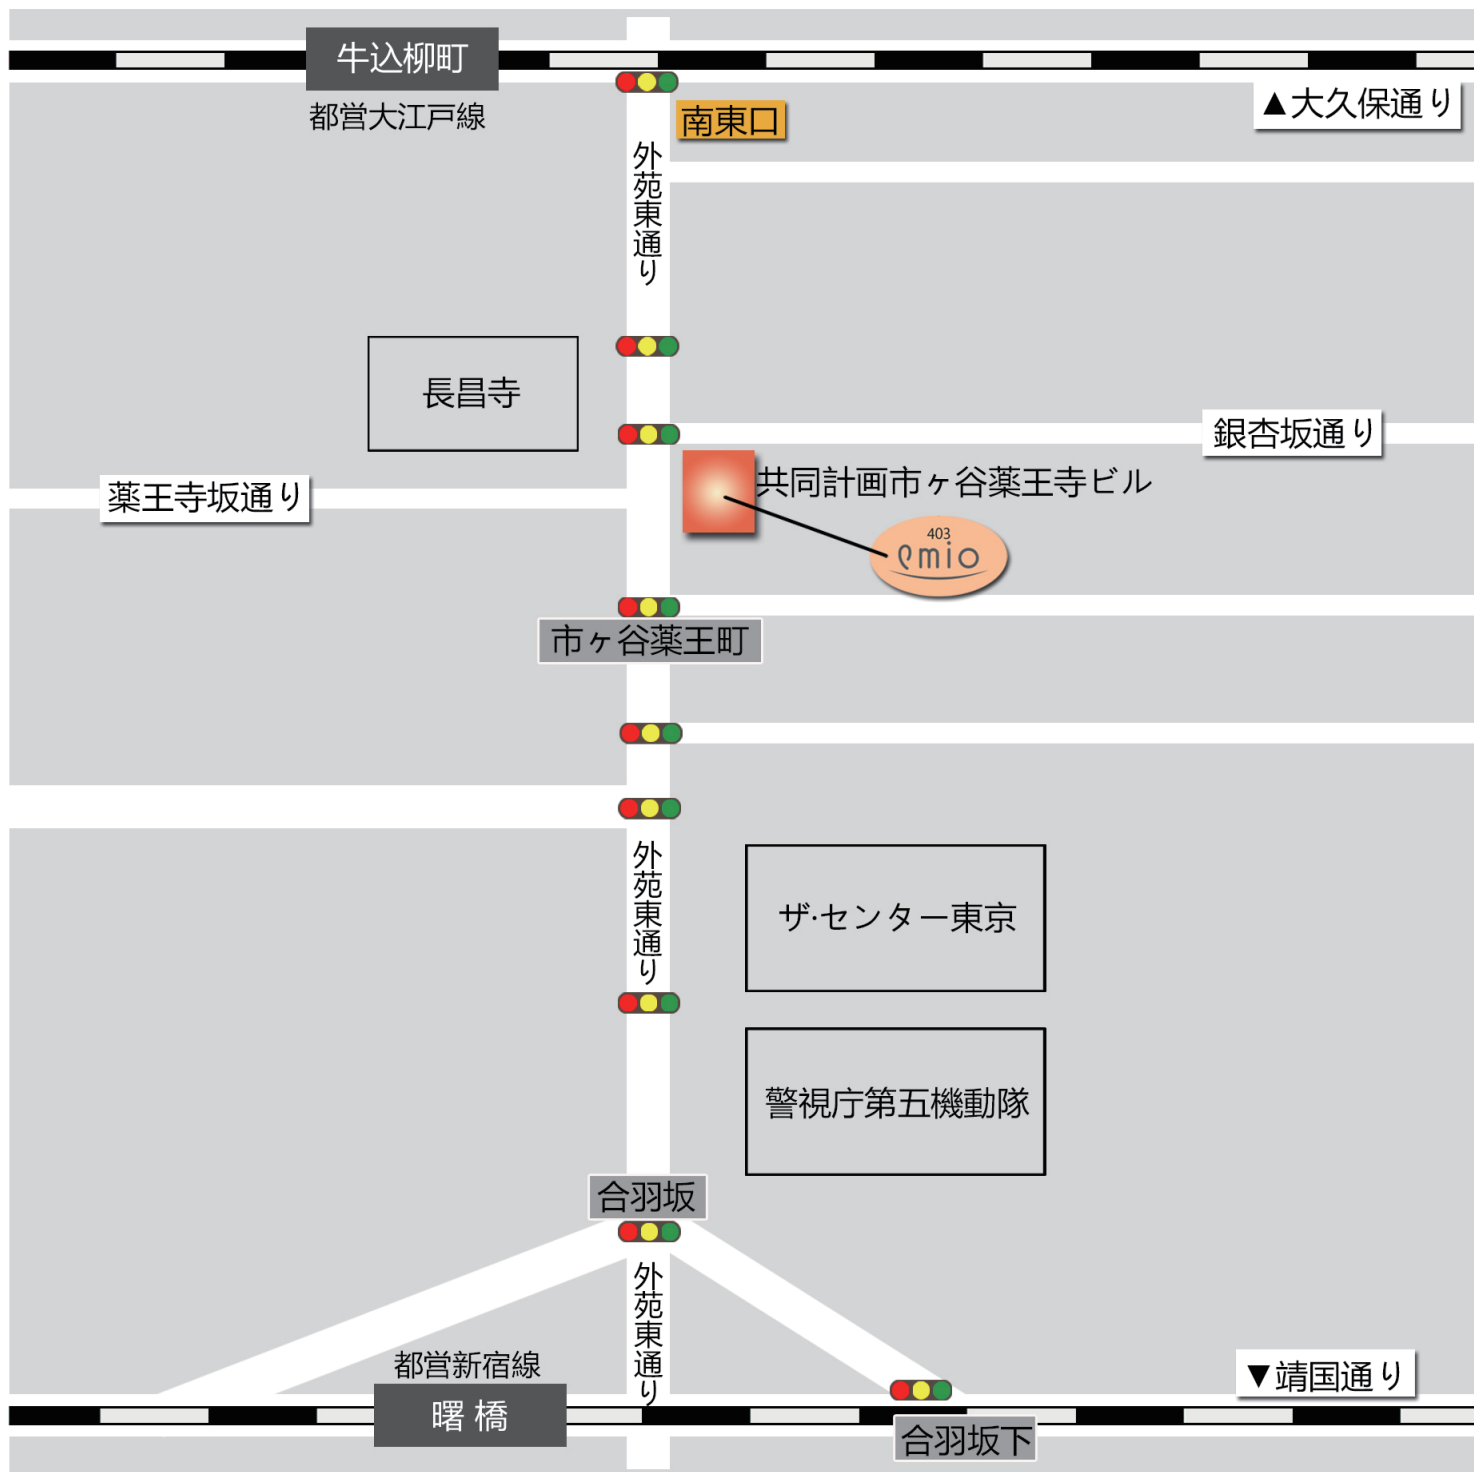 牛込柳町
都営大江戸線
南東口
▲大久保通り
外苑東通り
長昌寺
銀杏坂通り
薬王寺坂通り
共同計画市ヶ谷薬王寺ビル
403
emio
市ヶ谷薬王町
外苑東通り
ザ・センター東京
警視庁第五機動隊
合羽坂
外苑東通り
都営新宿線
曙橋
▼靖国通り
合羽坂下